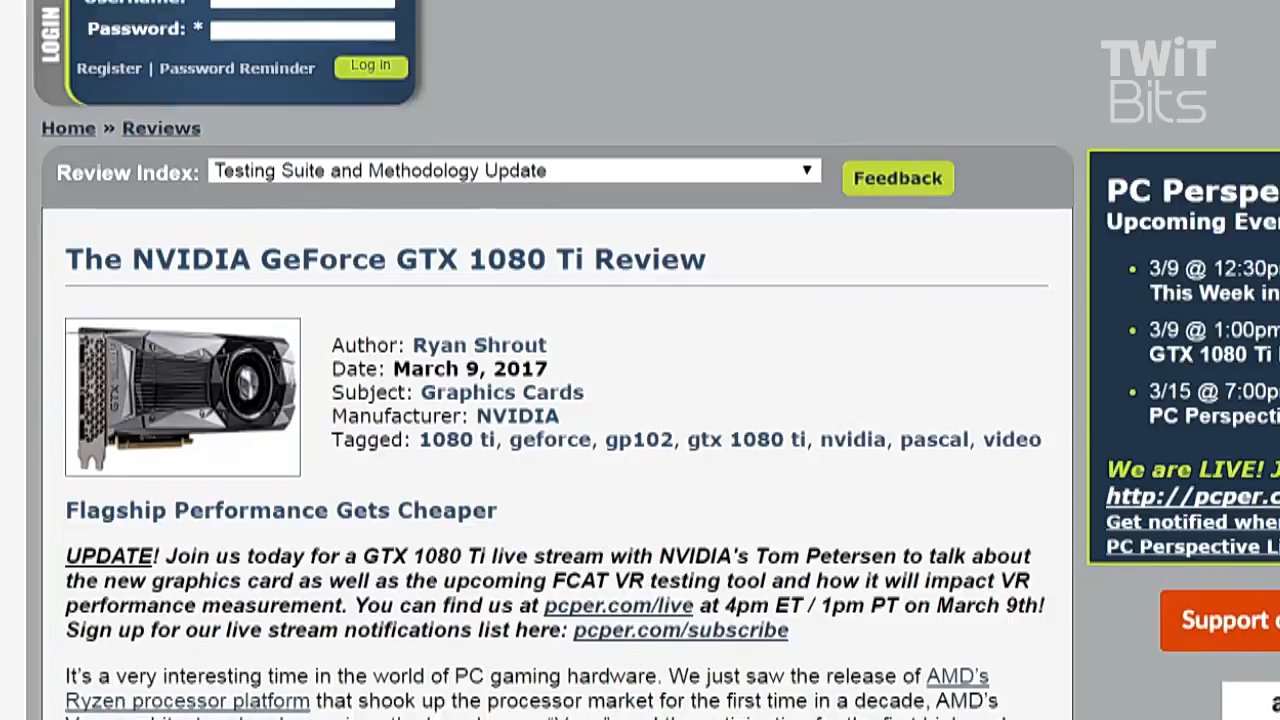 LOGIN
Password: *
Register | Password Reminder
Log in
TWiT
Bits
Home » Reviews
Review Index:
Testing Suite and Methodology Update
Feedback
The NVIDIA GeForce GTX 1080 Ti Review
Author: Ryan Shrout
Date: March 9, 2017
Subject: Graphics Cards
Manufacturer: NVIDIA
Tagged: 1080 ti, geforce, gp102, gtx 1080 ti, nvidia, pascal, video
Flagship Performance Gets Cheaper
UPDATE! Join us today for a GTX 1080 Ti live stream with NVIDIA's Tom Petersen to talk about
the new graphics card as well as the upcoming FCAT VR testing tool and how it will impact VR
performance measurement. You can find us at pcper.com/live at 4pm ET / 1pm PT on March 9th!
Sign up for our live stream notifications list here: pcper.com/subscribe
It's a very interesting time in the world of PC gaming hardware. We just saw the release of AMD's
Ryzen processor platform that shook up the processor market for the first time in a decade, AMD's
PC Perspe
Upcoming Eve
• 3/9 @ 12:30p
This Week in
• 3/9 @ 1:00pm
GTX 1080 Ti
• 3/15 @ 7:00p
PC Perspecti
We are LIVE! J
http://pcper.c
Get notified whe
PC Perspective Li
Support